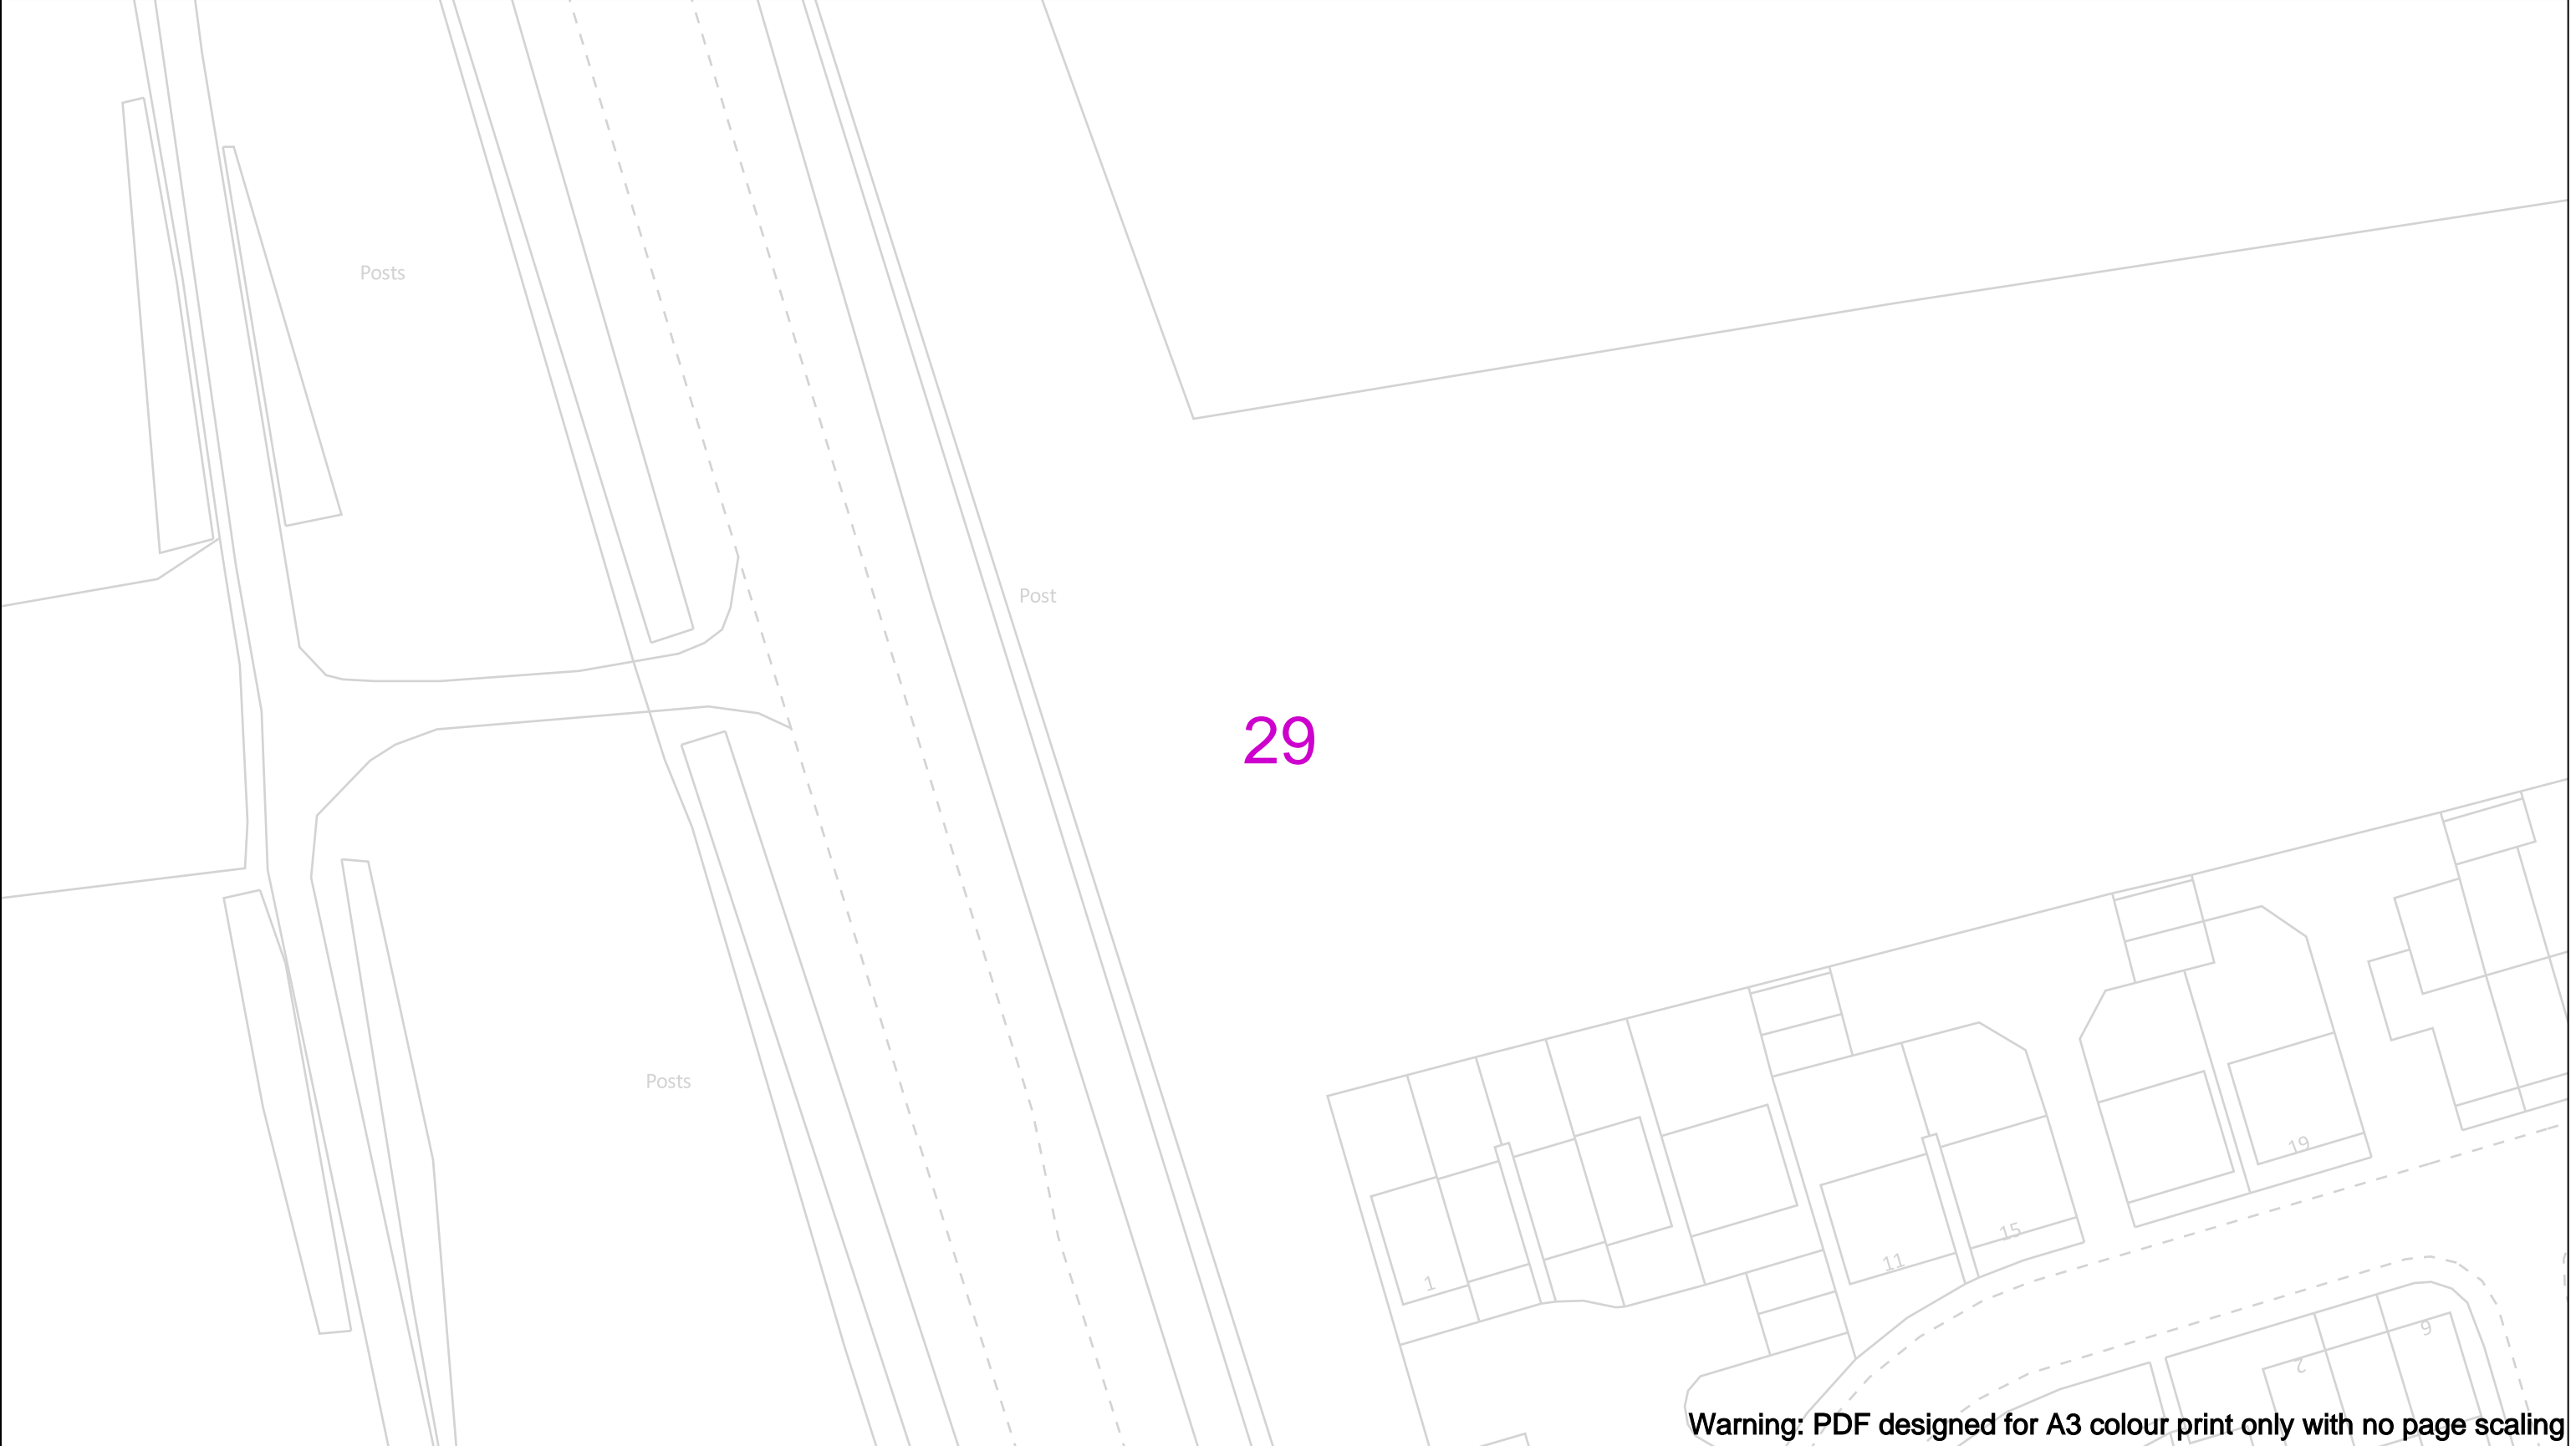 Posts
Post
29
Posts
19
15
11
1
9
2
Warning: PDF designed for A3 colour print only with no page scaling